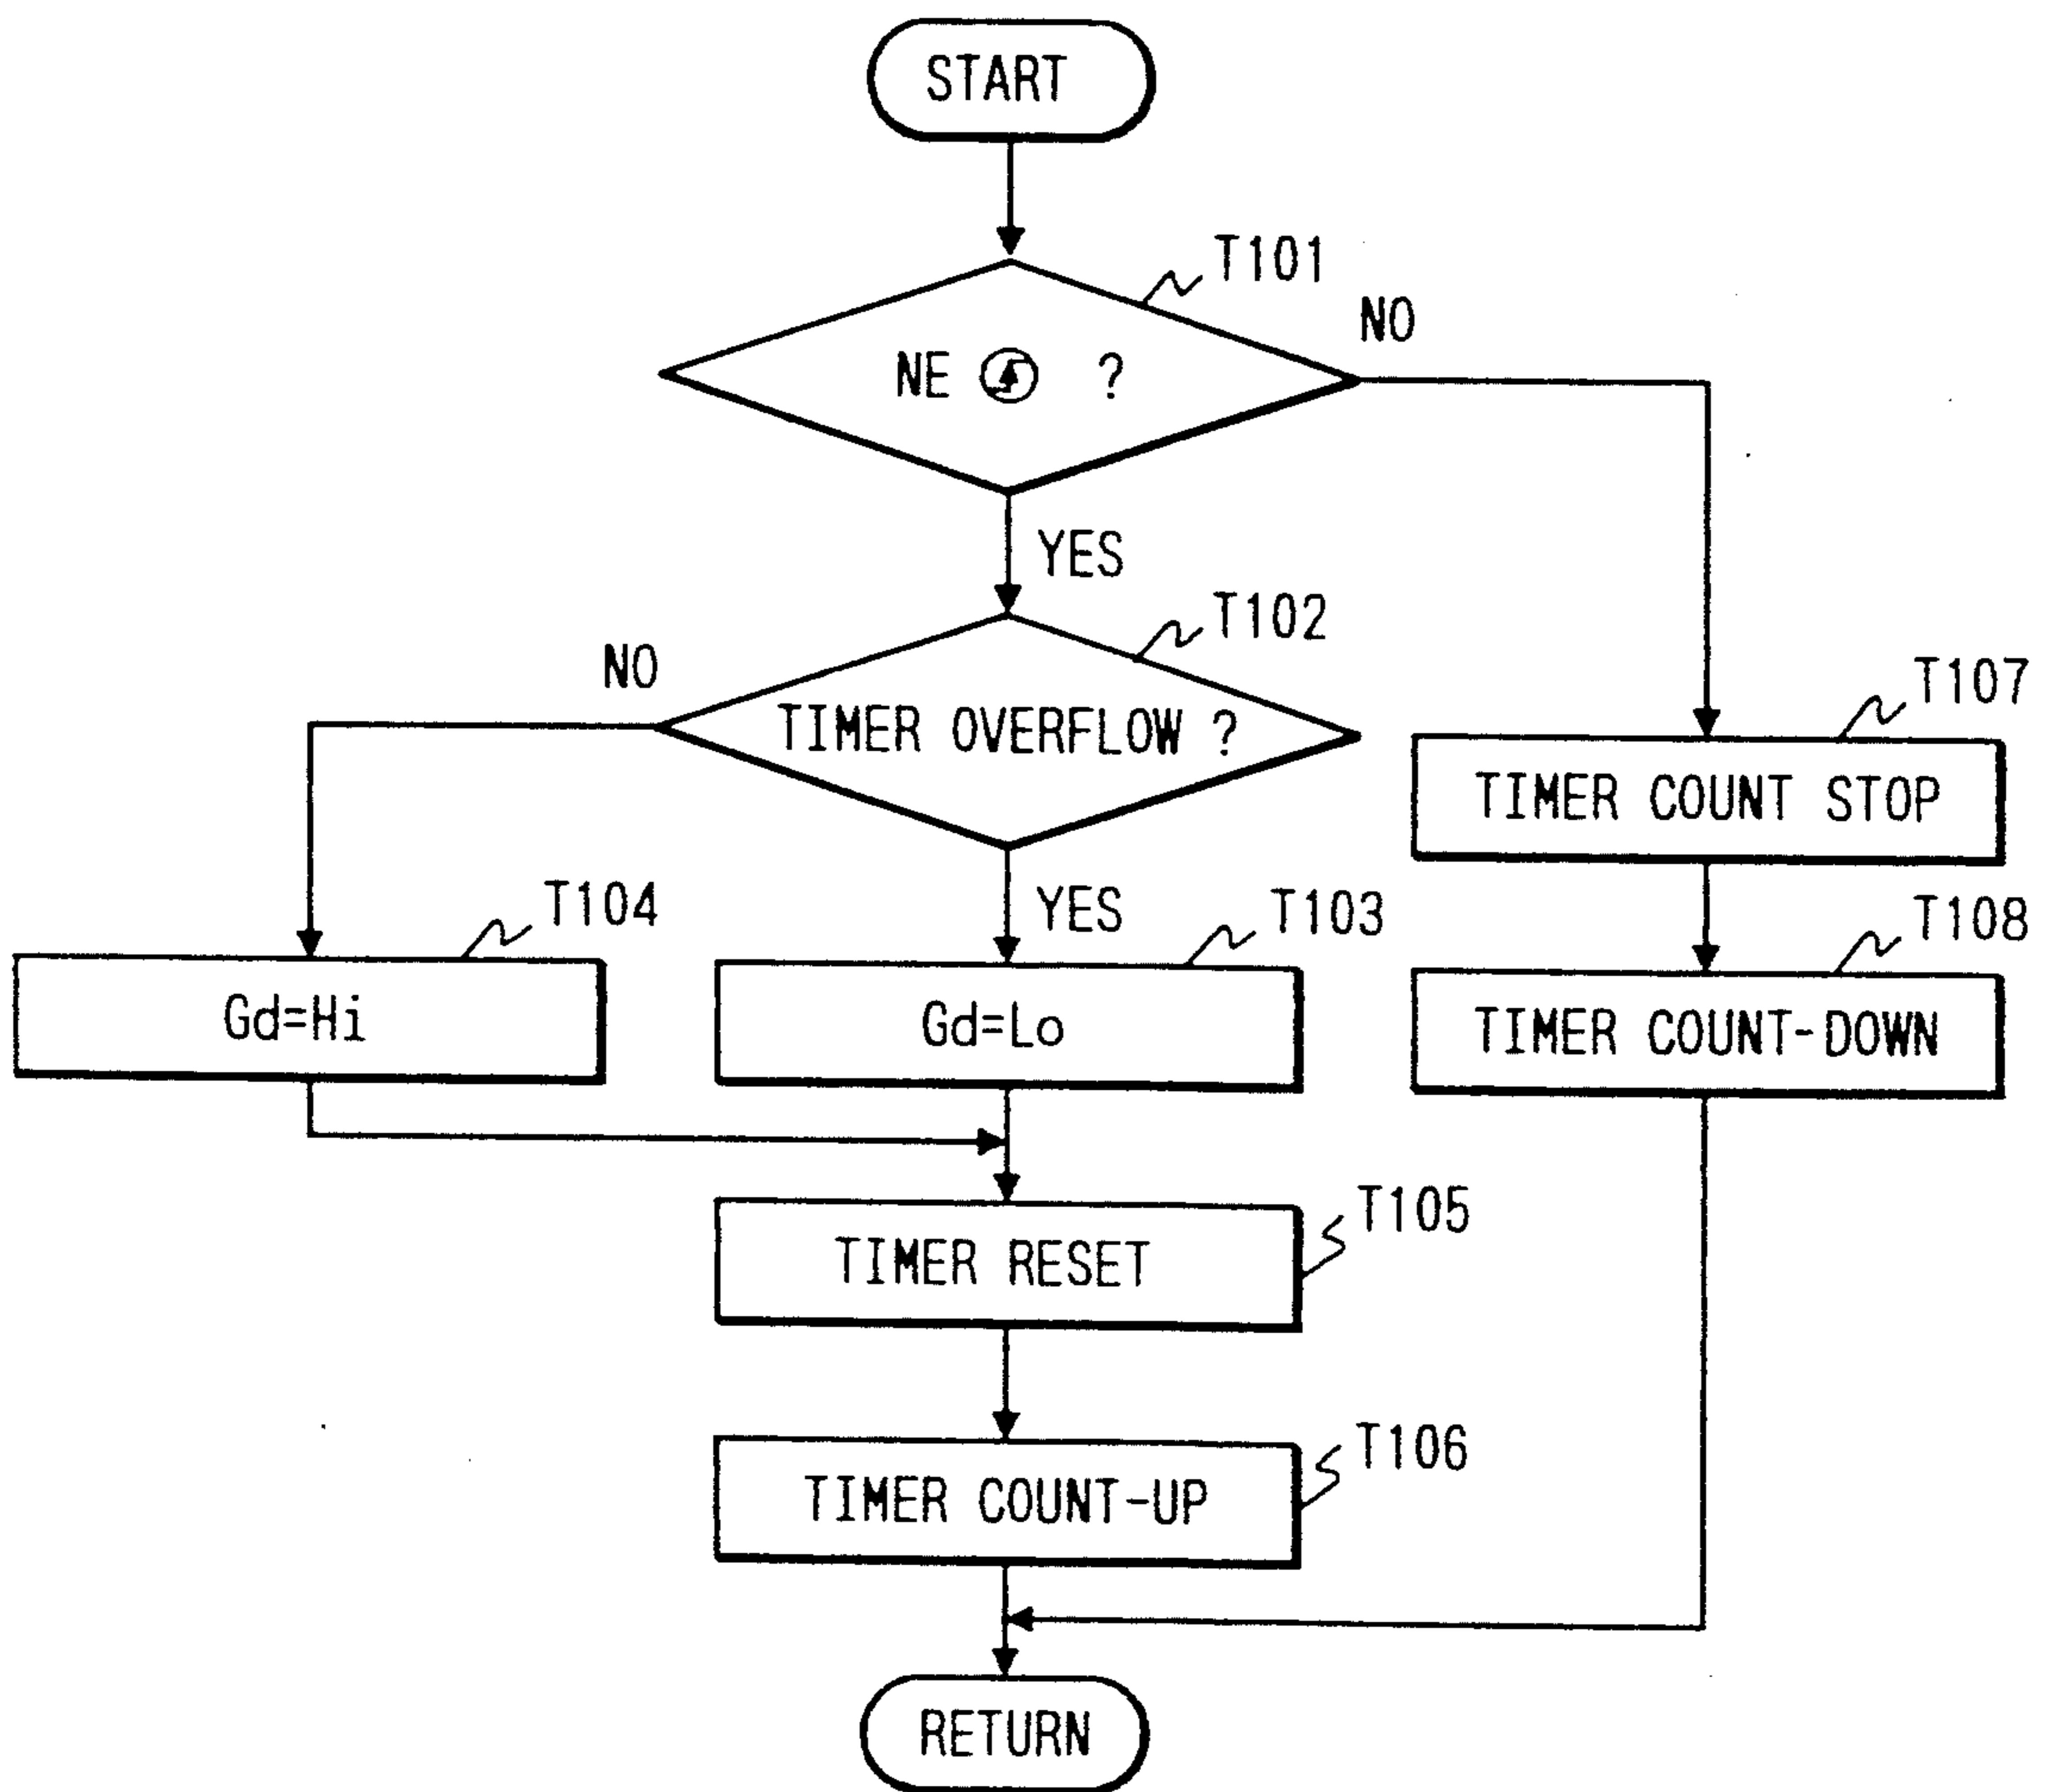 START
T101
NO
NE ?
YES
T102
NO
TIMER OVERFLOW ?
T107
TIMER COUNT STOP
YES
T104
T103
T108
Gd=Hi
Gd=Lo
TIMER COUNT-DOWN
T105
TIMER RESET
T106
TIMER COUNT-UP
RETURN